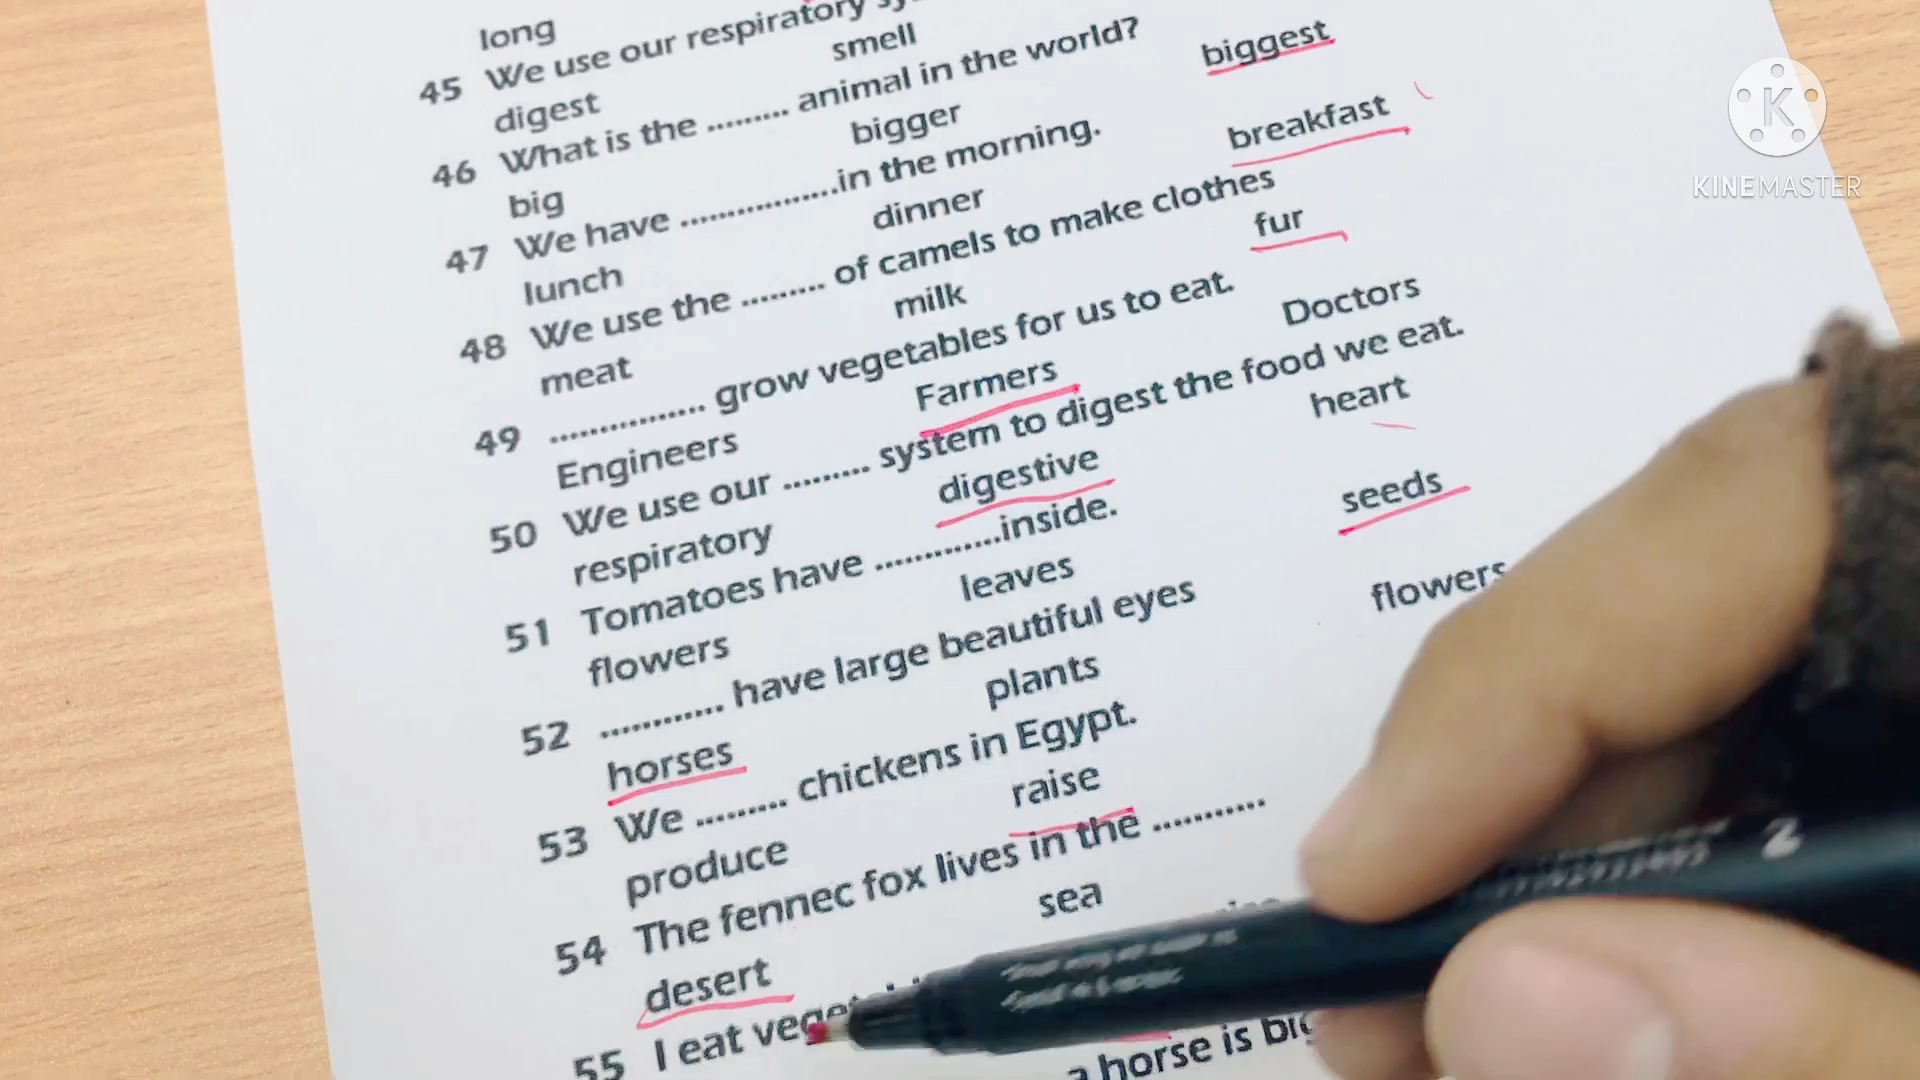 long
45 We use our respiratory
digest smell
46 What is the ......... animal in the world?
big bigger biggest
47 We have .................in the morning.
lunch dinner breakfast
48 We use the ......... of camels to make clothes
meat milk fur
49 ................. grow vegetables for us to eat.
Engineers Farmers Doctors
50 We use our ......... system to digest the food we eat.
respiratory digestive heart
51 Tomatoes have .............inside.
flowers leaves seeds
52 ............. have large beautiful eyes
horses plants flowers
53 We ......... chickens in Egypt.
produce raise
54 The fennec fox lives in the ............
desert sea
55 I eat
a horse is
K
KINEMASTER